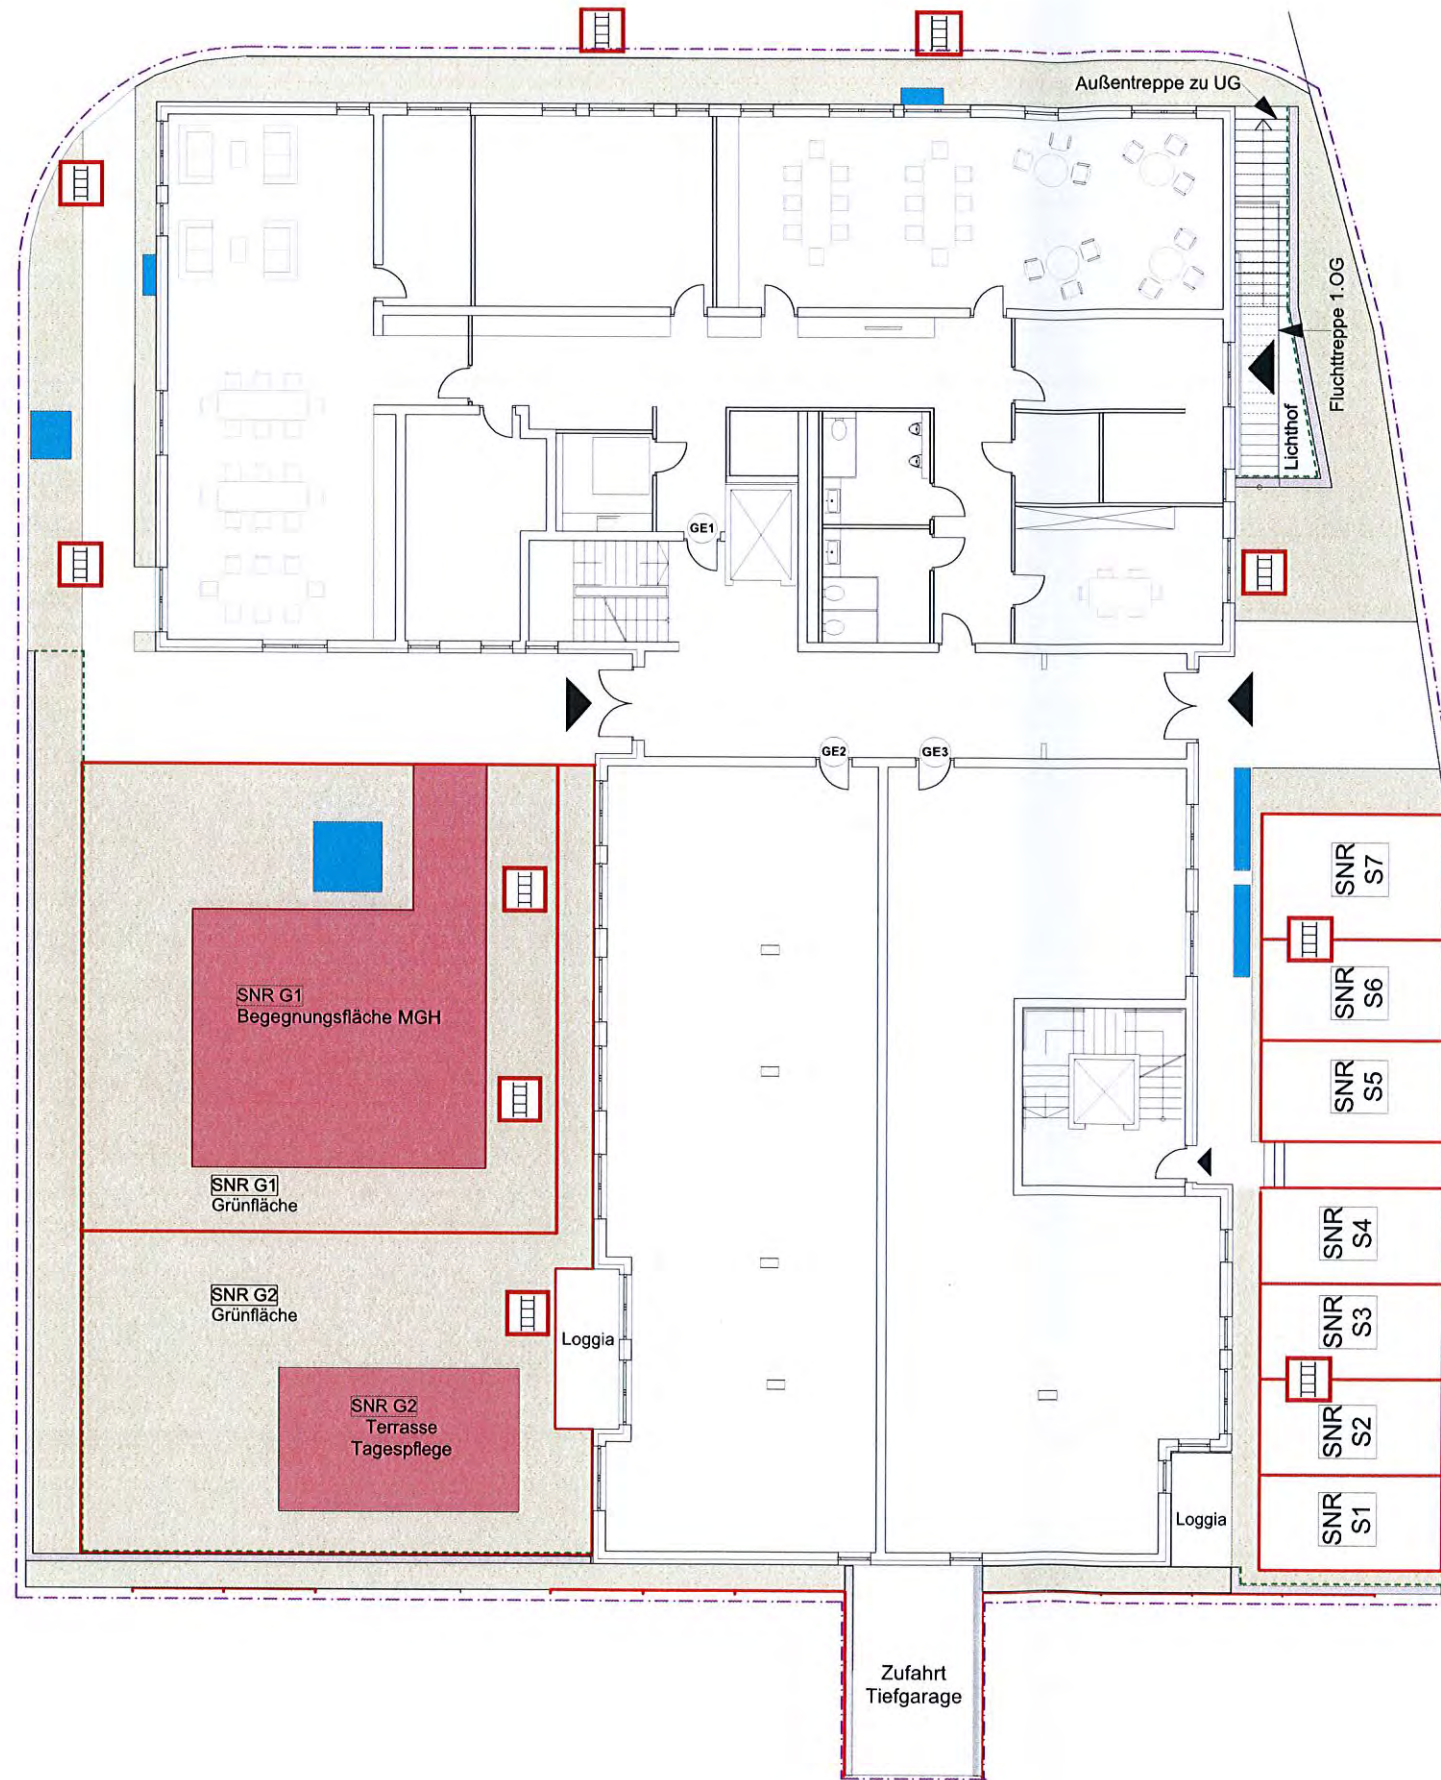 Außentreppe zu UG
Fluchttreppe 1.OG
Lichthof
GE1
GE2
GE3
SNR
S7
SNR
S6
SNR
S5
SNR G1
Begegnungsfläche MGH
SNR G1
Grünfläche
SNR
S4
SNR G2
Grünfläche
SNR
S3
Loggia
SNR G2
Terrasse
Tagespflege
SNR
S2
SNR
S1
Loggia
Zufahrt
Tiefgarage